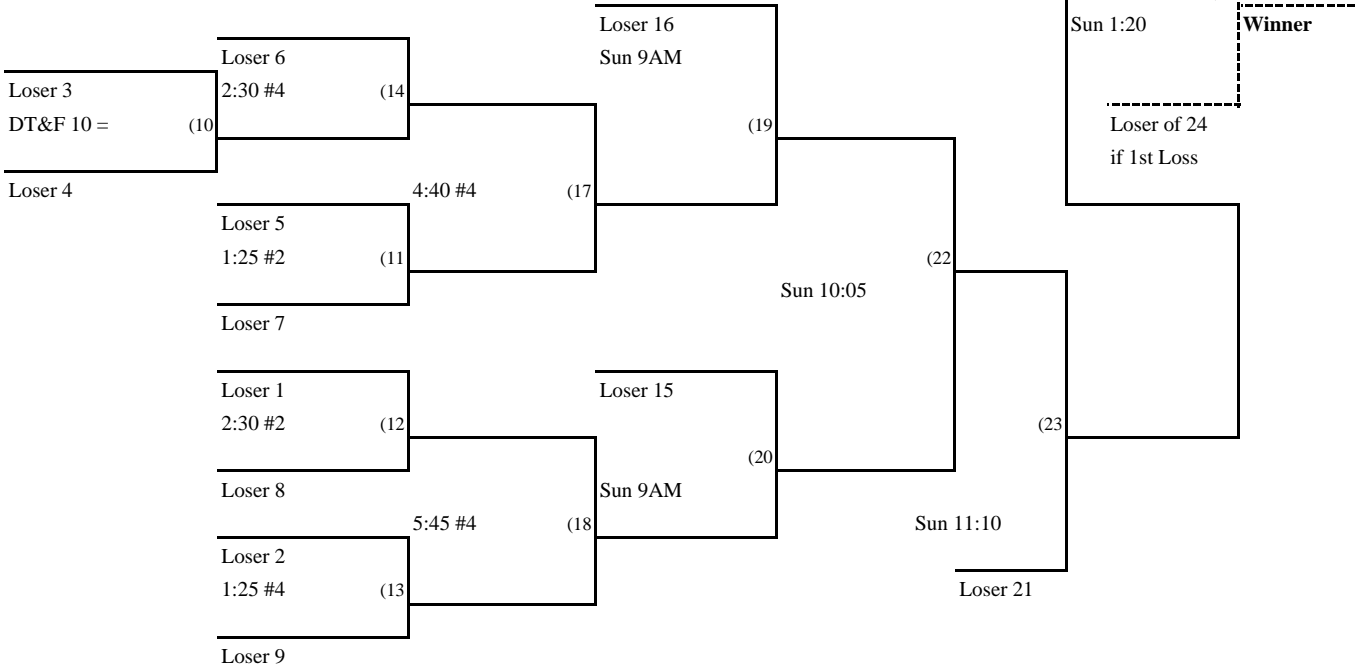 Loser 16
Sun 1:20
Winner
Loser 6
Sun 9AM
Loser 3
2:30 #4
(14
DT&F 10 =
(10
(19
Loser of 24
if 1st Loss
Loser 4
4:40 #4
(17
Loser 5
1:25 #2
(11
(22
Sun 10:05
Loser 7
Loser 1
Loser 15
2:30 #2
(12
(23
(20
Loser 8
Sun 9AM
5:45 #4
(18
Sun 11:10
Loser 2
1:25 #4
(13
Loser 21
Loser 9